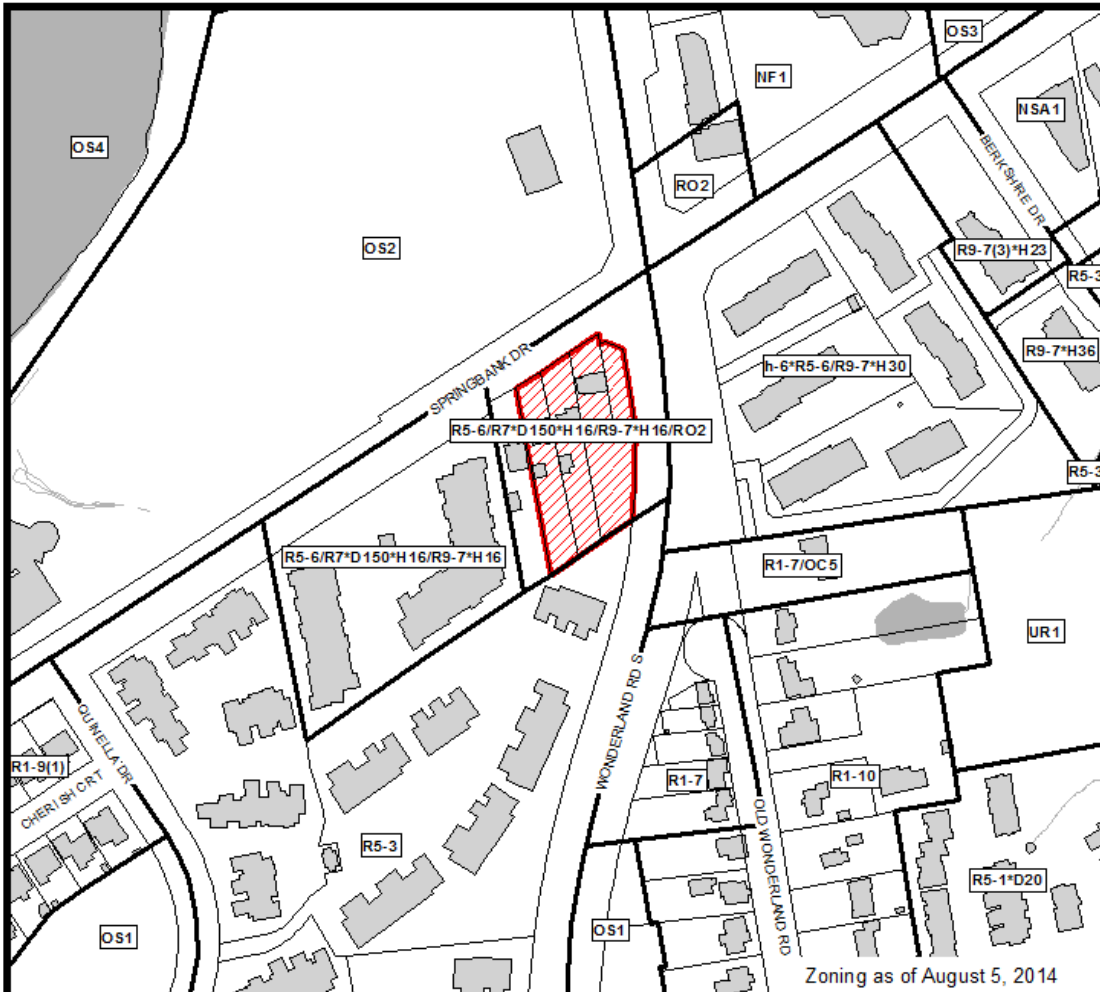 OS3
NF1
NSA1
OS4
BERKSHIRE DR
RO2
OS2
R9-7(3)*H23
R5-3
SPRINGBANK DR
R9-7*H36
h-6*R5-6/R9-7*H30
R5-6/R7*D150*H16/R9-7*H16/RO2
R5-3
R5-6/R7*D150*H16/R9-7*H16
R1-7/OC5
UR1
WONDERLAND RD S
QUINELLA DR
R1-9(1)
CHERISH CRT
R1-7
R1-10
OLD WONDERLAND RD
R5-3
R5-1*D20
OS1
OS1
Zoning as of August 5, 2014